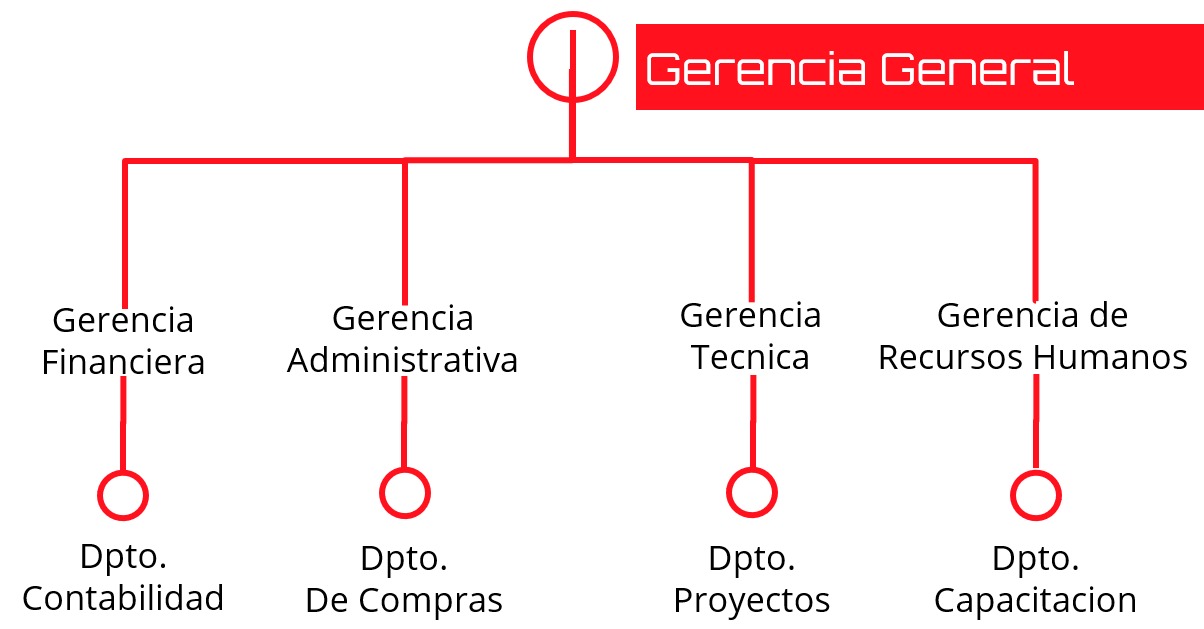 Gerencia General
Gerencia
Financiera
Gerencia
Administrativa
Gerencia
Tecnica
Gerencia de
Recursos Humanos
Dpto.
Contabilidad
Dpto.
De Compras
Dpto.
Proyectos
Dpto.
Capacitacion